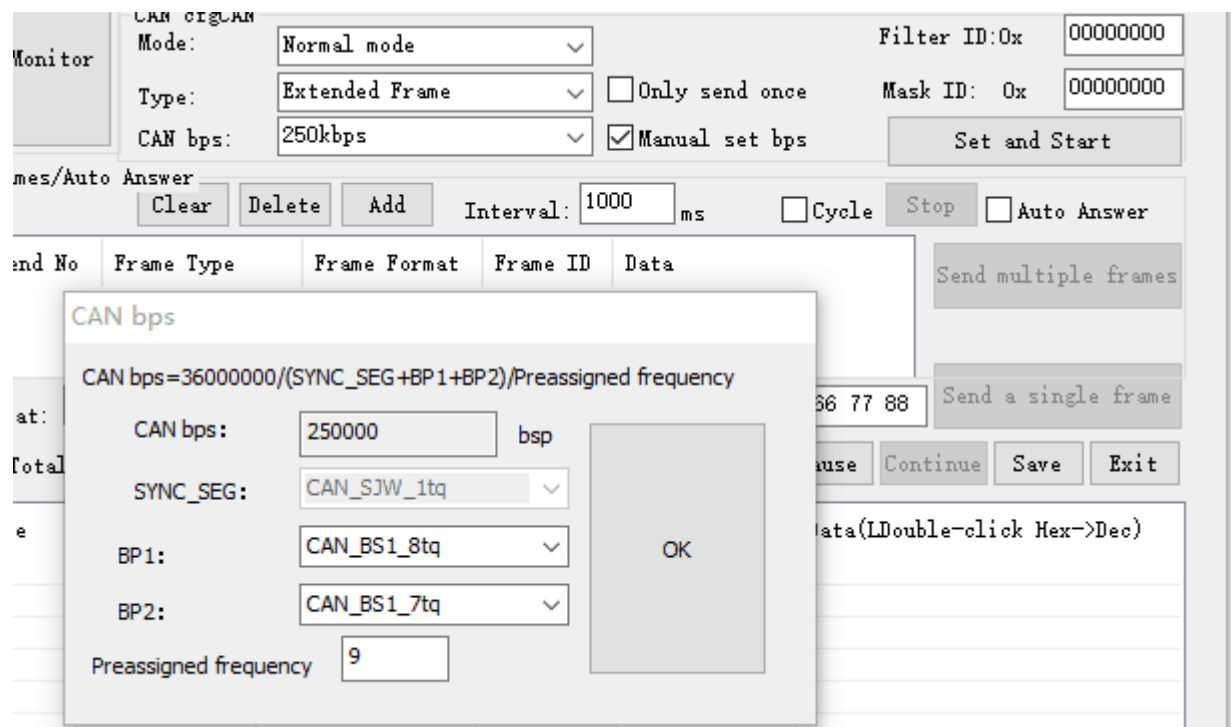 CAN cfgCAN
Monitor
Mode: Normal mode Filter ID:0x 00000000
Type: Extended Frame Only send once Mask ID: 0x 00000000
CAN bps: 250kbps Manual set bps Set and Start
mes/Auto Answer
Clear Delete Add Interval: 1000 ms Cycle Stop Auto Answer
end No Frame Type Frame Format Frame ID Data
Send multiple frames
CAN bps
CAN bps=36000000/(SYNC_SEG+BP1+BP2)/Preassigned frequency
at: 66 77 88 Send a single frame
CAN bps: 250000 bsp
Total ause Continue Save Exit
SYNC_SEG: CAN_SJW_1tq
e ata(LDouble-click Hex->Dec)
BP1: CAN_BS1_8tq OK
BP2: CAN_BS1_7tq
Preassigned frequency 9